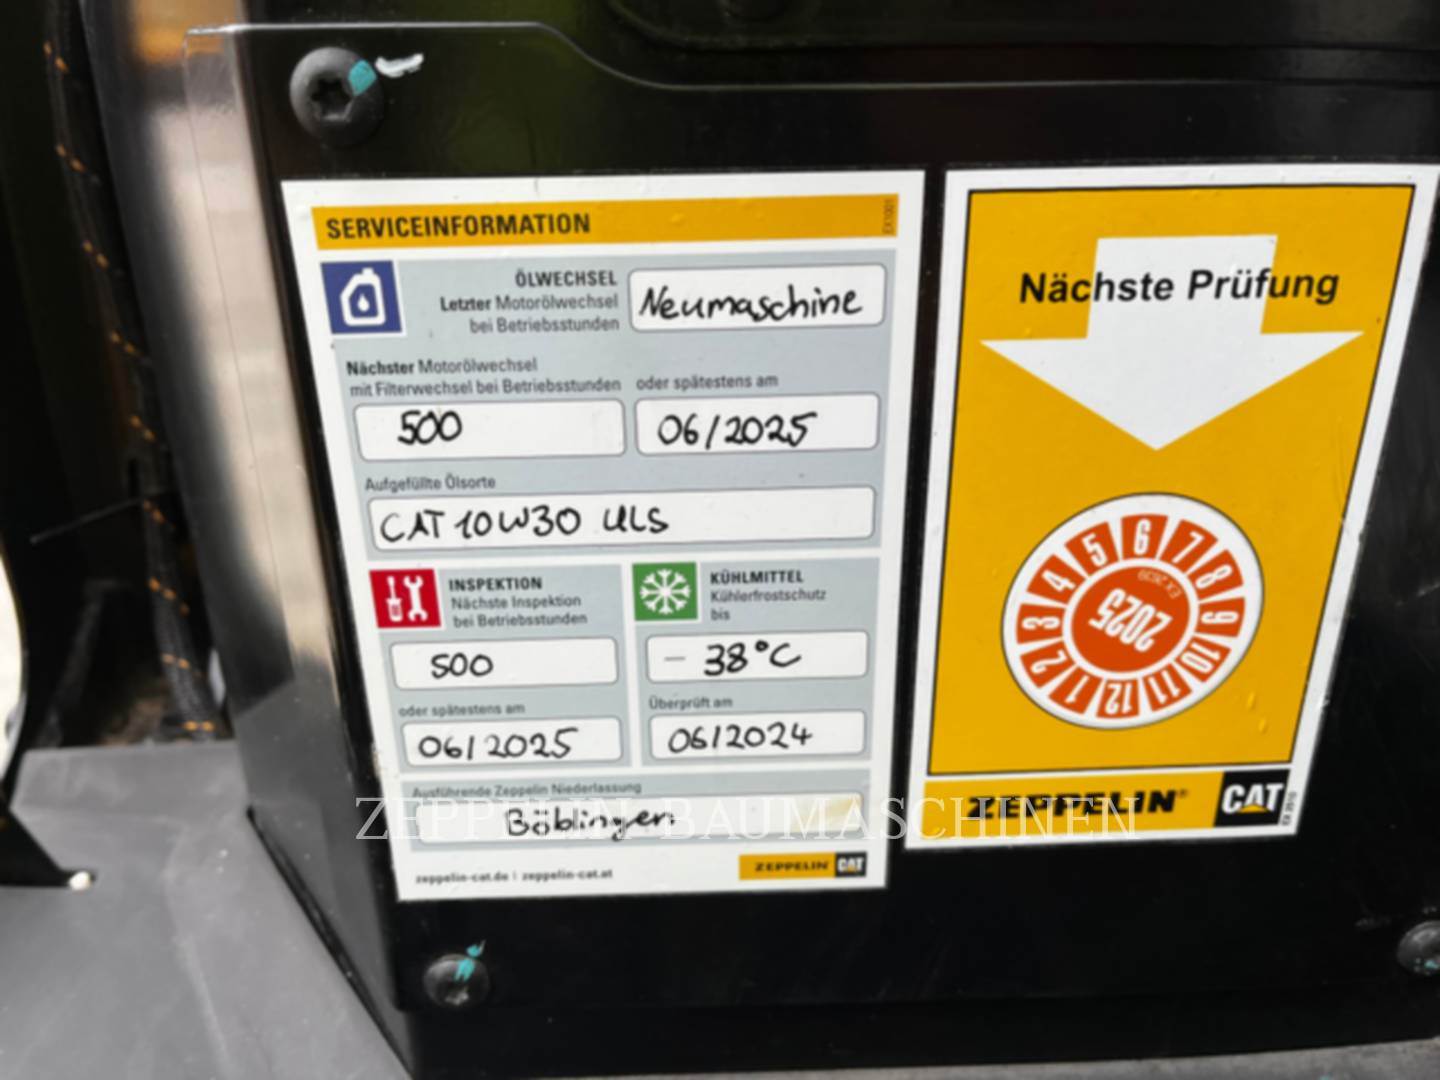 SERVICEINFORMATION
EX1001
ÖLWECHSEL
Letzter Motorölwechsel
bei Betriebsstunden
Neumaschine
Nächster Motorölwechsel
mit Filterwechsel bei Betriebsstunden
oder spätestens am
500
06/2025
Aufgefüllte Ölsorte
CAT 10W30 ULS
INSPEKTION
Nächste Inspektion
bei Betriebsstunden
500
oder spätestens am
06/2025
KÜHLMITTEL
Kühlerfrostschutz
bis
- 38°C
Überprüft am
06/2024
Ausführende Zeppelin Niederlassung
Böblingen
zeppelin-cat.de | zeppelin-cat.at
ZEPPELIN CAT
Nächste Prüfung
1 2 3 4 5 6 7 8 9 10 11 12
2025
ZEPPELIN® CAT
ZEPPELIN BAUMASCHINEN